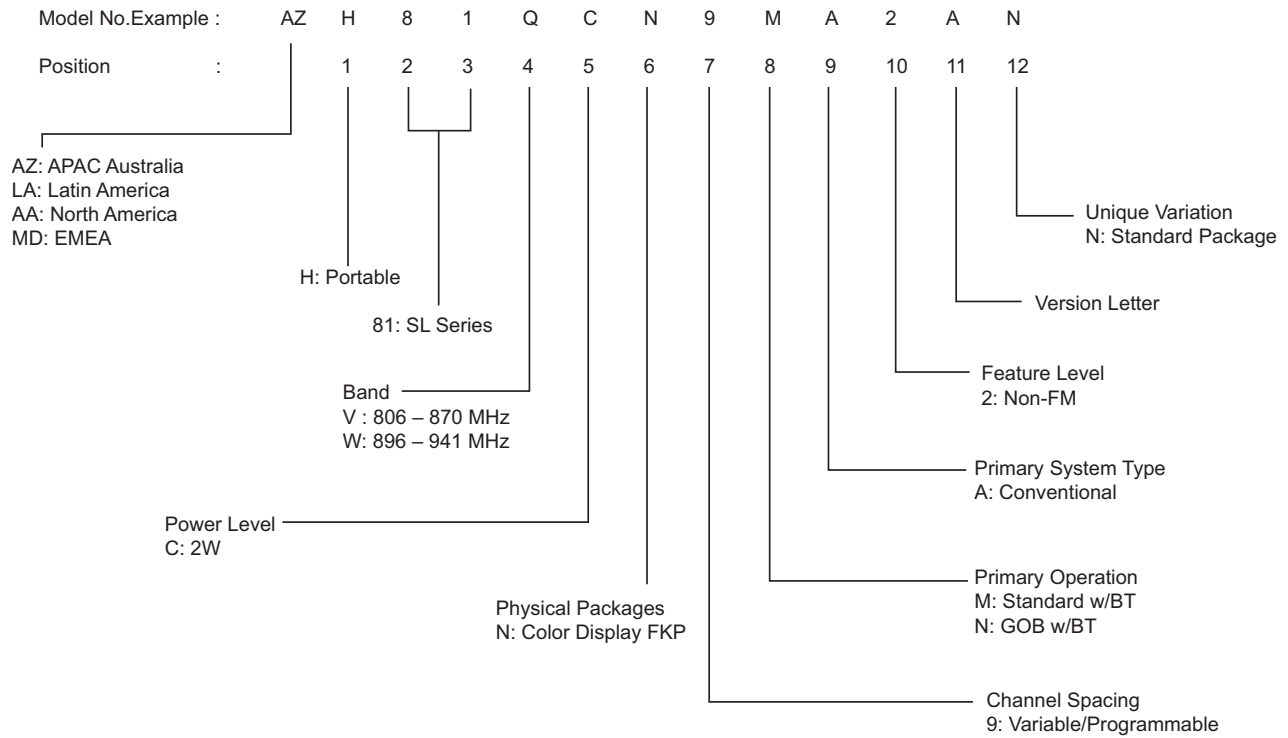 Model No.Example : AZ H 8 1 Q C N 9 M A 2 A N
Position : 1 2 3 4 5 6 7 8 9 10 11 12
AZ: APAC Australia
LA: Latin America
AA: North America
MD: EMEA
H: Portable
81: SL Series
Band
V : 806 – 870 MHz
W: 896 – 941 MHz
Power Level
C: 2W
Physical Packages
N: Color Display FKP
Unique Variation
N: Standard Package
Version Letter
Feature Level
2: Non-FM
Primary System Type
A: Conventional
Primary Operation
M: Standard w/BT
N: GOB w/BT
Channel Spacing
9: Variable/Programmable